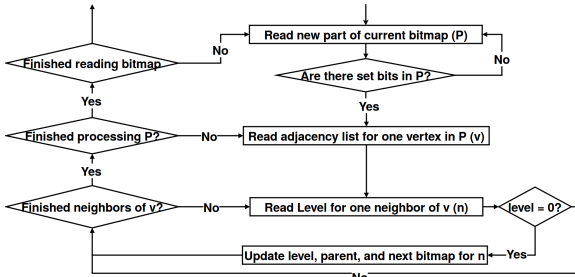 Read new part of current bitmap (P)
No
Finished reading bitmap
No
Are there set bits in P?
Yes
Yes
Finished processing P?
No
Read adjacency list for one vertex in P (v)
Yes
Finished neighbors of v?
No
Read Level for one neighbor of v (n)
level = 0?
Update level, parent, and next bitmap for n
Yes
No